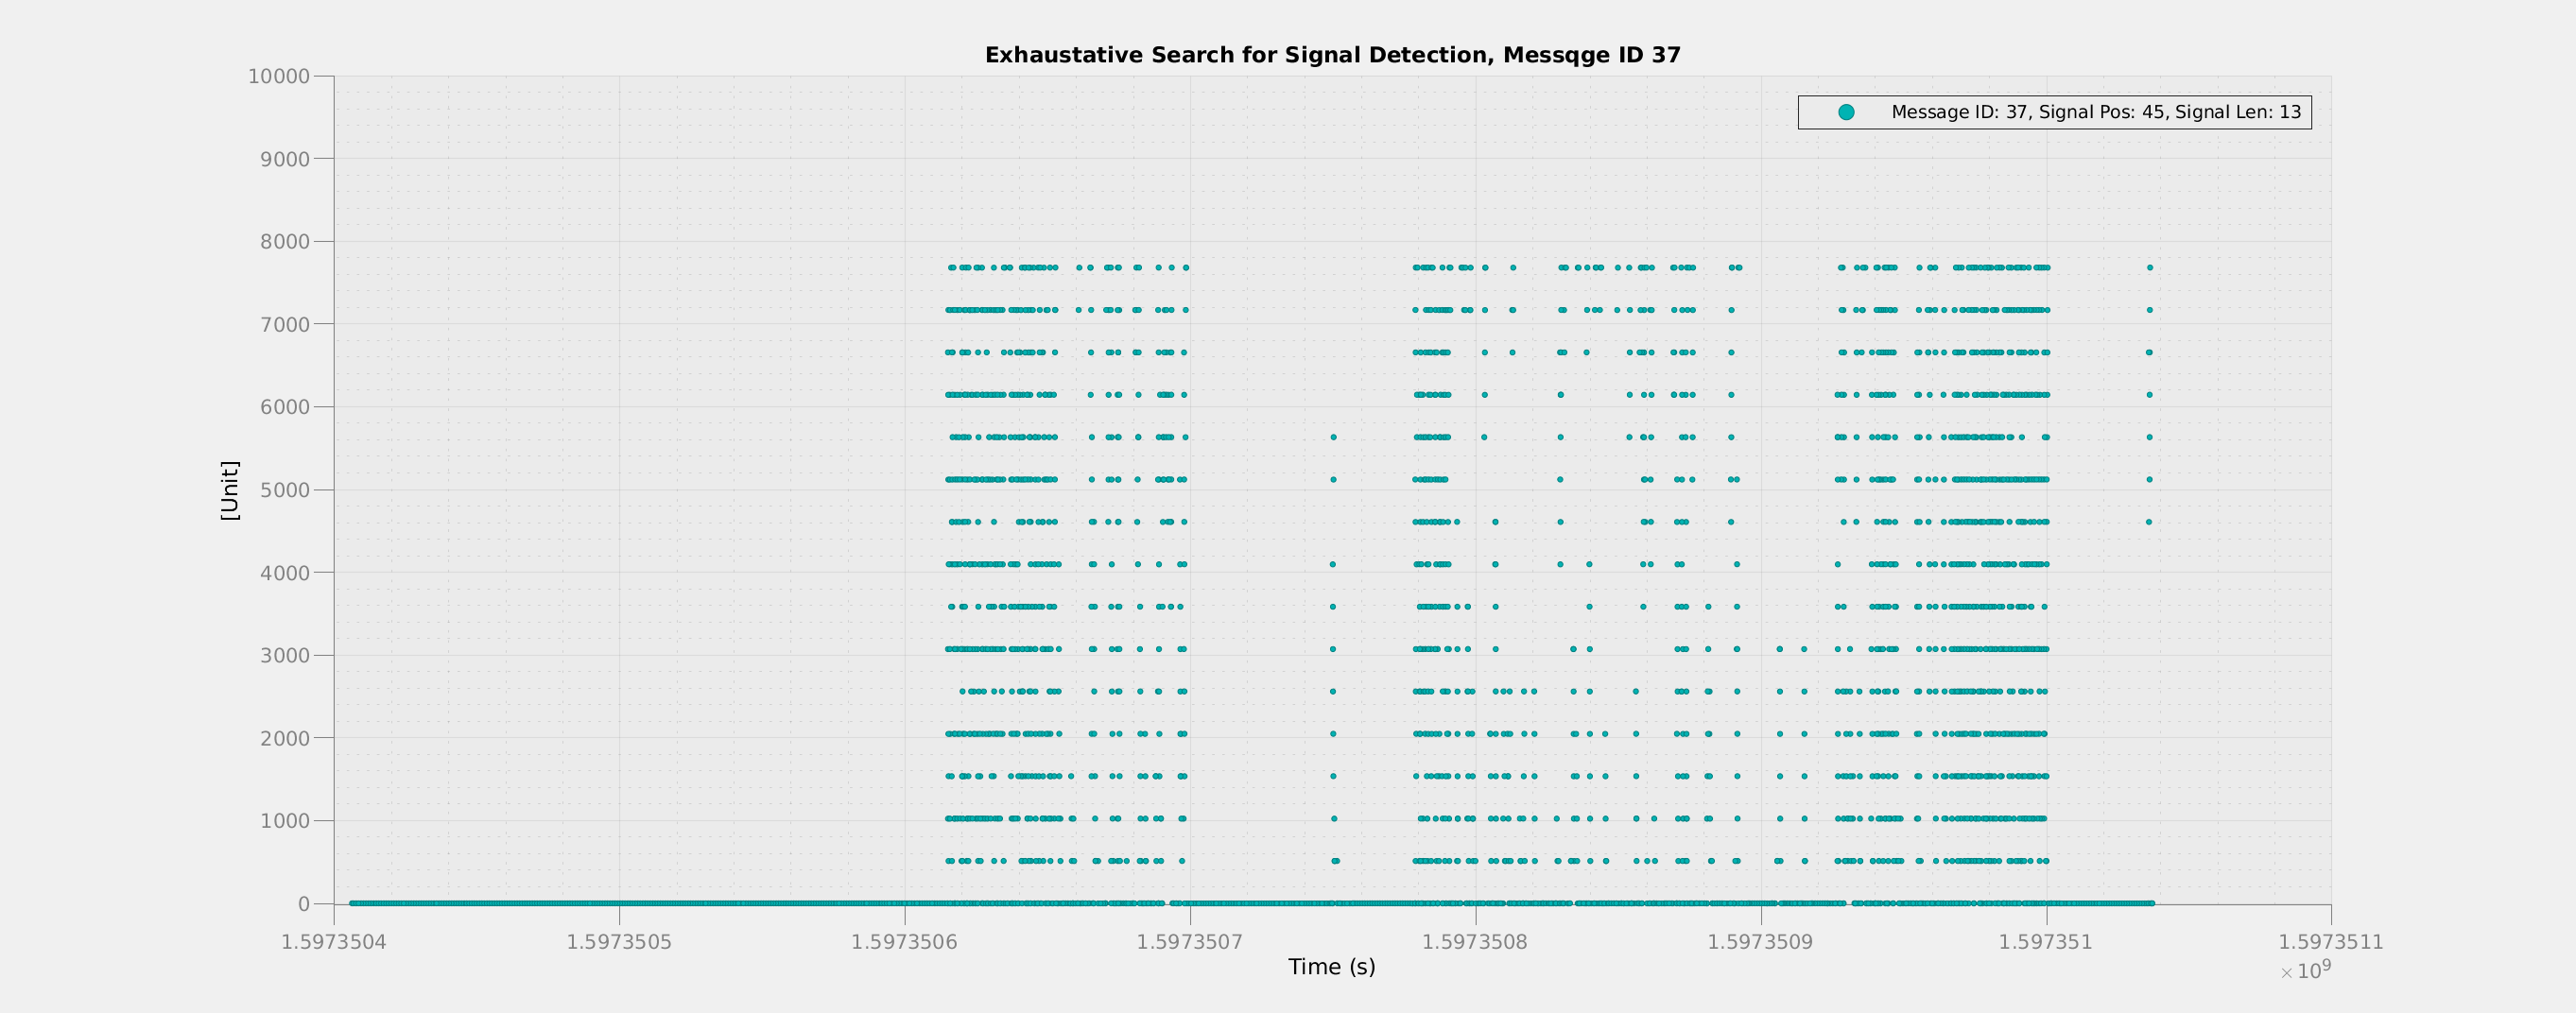 Exhaustative Search for Signal Detection, Messqge ID 37
10000
9000
8000
7000
6000
5000
4000
3000
2000
1000
0
[Unit]
Message ID: 37, Signal Pos: 45, Signal Len: 13
1.5973504 1.5973505 1.5973506 1.5973507 1.5973508 1.5973509 1.597351 1.5973511
Time (s)
× 10⁹